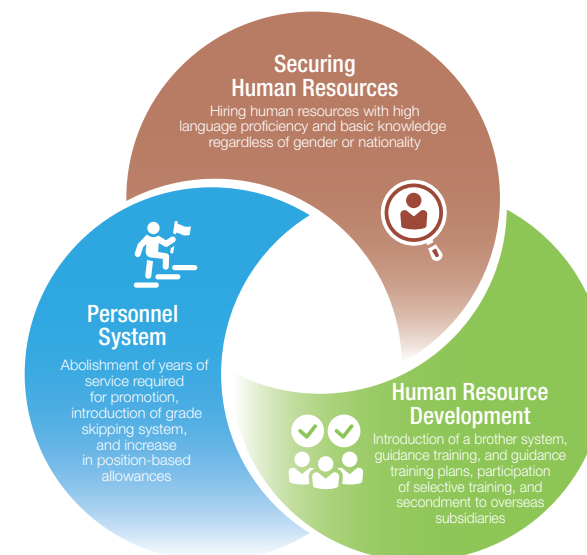 Securing
Human Resources
Hiring human resources with high
language proficiency and basic knowledge
regardless of gender or nationality
Personnel
System
Abolishment of years of
service required
for promotion,
introduction of grade
skipping system,
and increase
in position-based
allowances
Human Resource
Development
Introduction of a brother system,
guidance training, and guidance
training plans, participation
of selective training, and
secondment to overseas
subsidiaries